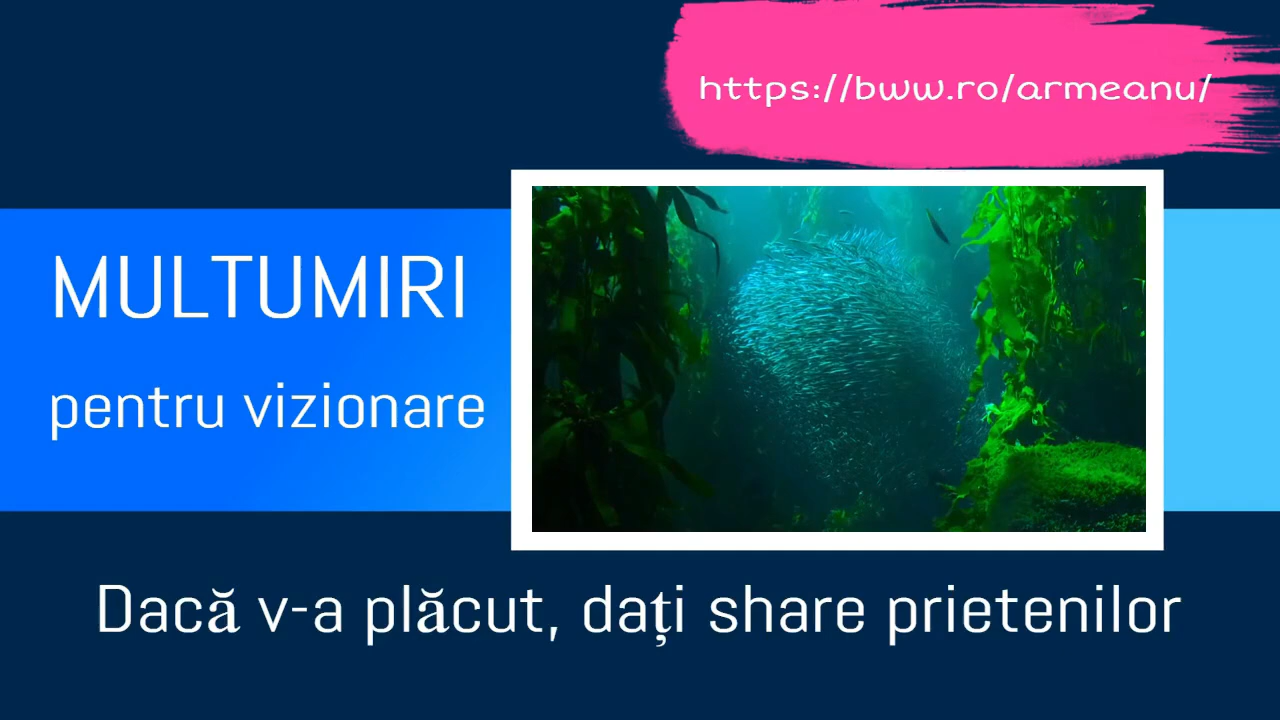 https://bww.ro/armeanu/
MULTUMIRI
pentru vizionare
Dacă v-a plăcut, dați share prietenilor